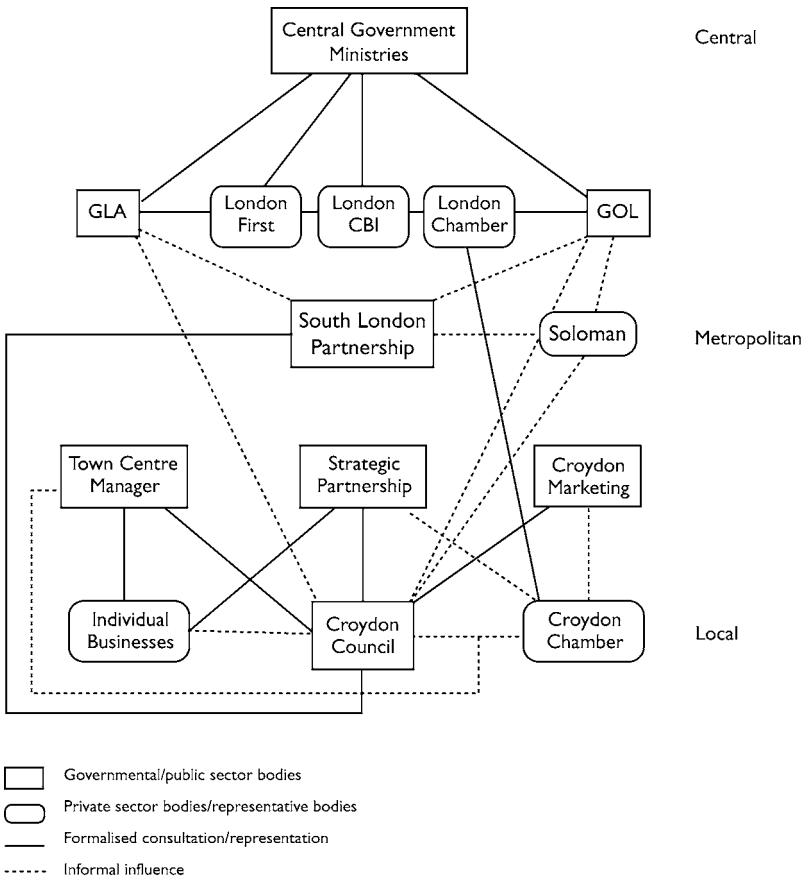 Central Government
Ministries
Central
GLA
London
First
London
CBI
London
Chamber
GOL
South London
Partnership
Soloman
Metropolitan
Town Centre
Manager
Strategic
Partnership
Croydon
Marketing
Individual
Businesses
Croydon
Council
Croydon
Chamber
Local
Governmental/public sector bodies
Private sector bodies/representative bodies
Formalised consultation/representation
Informal influence